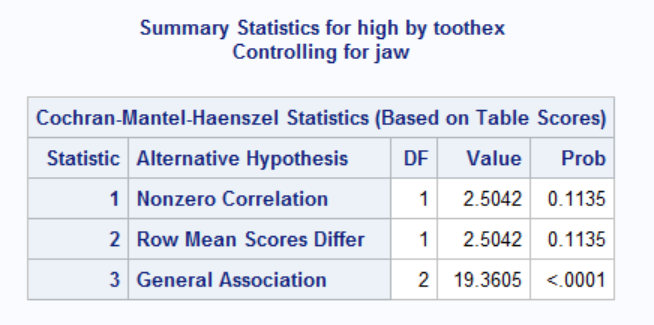 Summary Statistics for high by toothex
Controlling for jaw
Cochran-Mantel-Haenszel Statistics (Based on Table Scores)
Statistic Alternative Hypothesis DF Value Prob
1 Nonzero Correlation 1 2.5042 0.1135
2 Row Mean Scores Differ 1 2.5042 0.1135
3 General Association 2 19.3605 <.0001